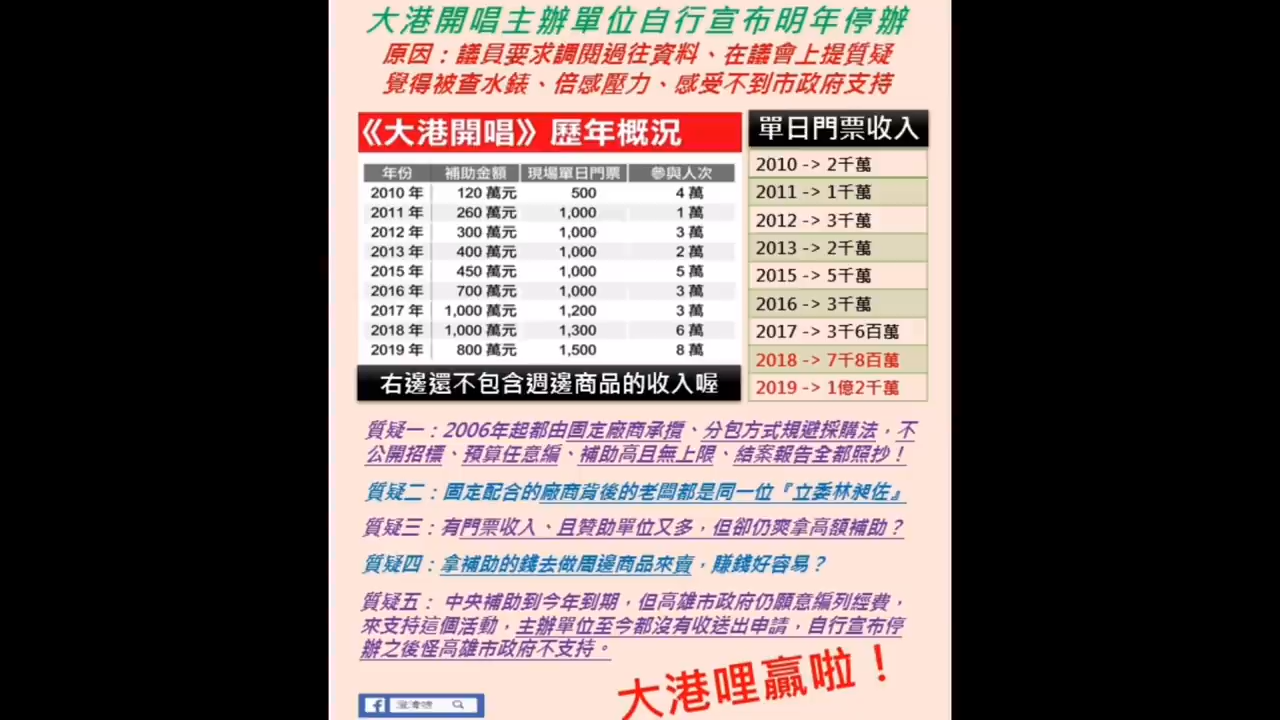 大港開唱主辦單位自行宣布明年停辦
原因：議員要求調閱過往資料、在議會上提質疑
覺得被查水錶、倍感壓力、感受不到市政府支持
《大港開唱》歷年概況
年份 補助金額 現場單日門票 參與人次
2010 年 120 萬元 500 4 萬
2011 年 260 萬元 1,000 1 萬
2012 年 300 萬元 1,000 3 萬
2013 年 400 萬元 1,000 2 萬
2015 年 450 萬元 1,000 5 萬
2016 年 700 萬元 1,000 3 萬
2017 年 1,000 萬元 1,200 3 萬
2018 年 1,000 萬元 1,300 6 萬
2019 年 800 萬元 1,500 8 萬
右邊還不包含週邊商品的收入喔
單日門票收入
2010 -> 2千萬
2011 -> 1千萬
2012 -> 3千萬
2013 -> 2千萬
2015 -> 5千萬
2016 -> 3千萬
2017 -> 3千6百萬
2018 -> 7千8百萬
2019 -> 1億2千萬
質疑一：2006年起都由固定廠商承攬、分包方式規避採購法，不
公開招標、預算任意編、補助高且無上限、結案報告全都照抄！
質疑二：固定配合的廠商背後的老闆都是同一位『立委林昶佐』
質疑三：有門票收入、且贊助單位又多，但卻仍爽拿高額補助？
質疑四：拿補助的錢去做周邊商品來賣，賺錢好容易？
質疑五： 中央補助到今年到期，但高雄市政府仍願意編列經費，
來支持這個活動，主辦單位至今都沒有收送出申請，自行宣布停
辦之後怪高雄市政府不支持。
大港哩贏啦！